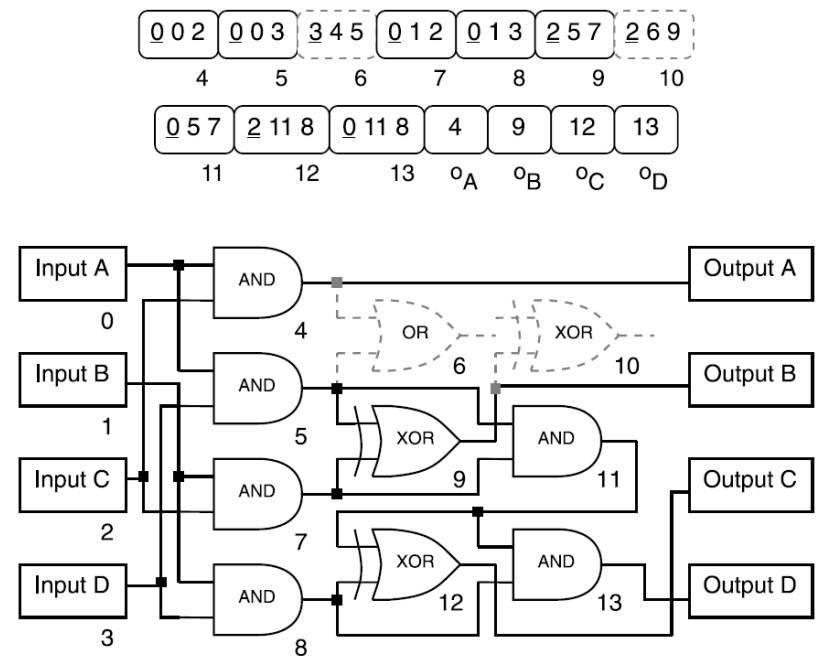 0 0 2 0 0 3 3 4 5 0 1 2 0 1 3 2 5 7 2 6 9
4 5 6 7 8 9 10
0 5 7 2 11 8 0 11 8 4 9 12 13
11 12 13 oA oB oC oD
Input A AND Output A
0 4
OR XOR
6 10
Input B AND Output B
1 5
XOR AND
9 11
Input C AND Output C
2 7
XOR AND
12 13
Input D AND Output D
3 8